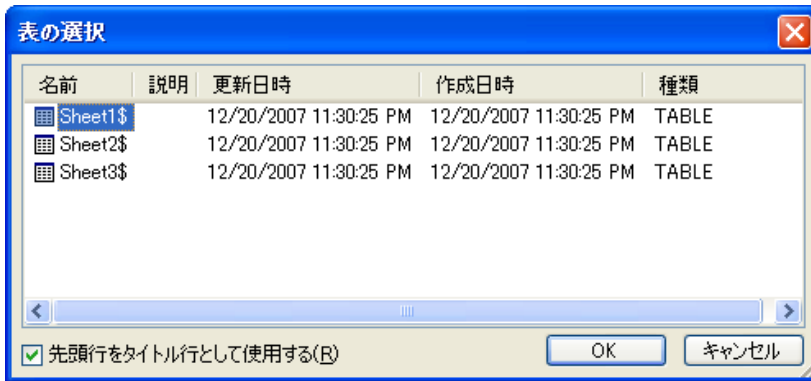 表の選択
名前 説明 更新日時 作成日時 種類
Sheet1$ 12/20/2007 11:30:25 PM 12/20/2007 11:30:25 PM TABLE
Sheet2$ 12/20/2007 11:30:25 PM 12/20/2007 11:30:25 PM TABLE
Sheet3$ 12/20/2007 11:30:25 PM 12/20/2007 11:30:25 PM TABLE
先頭行をタイトル行として使用する(R) OK キャンセル